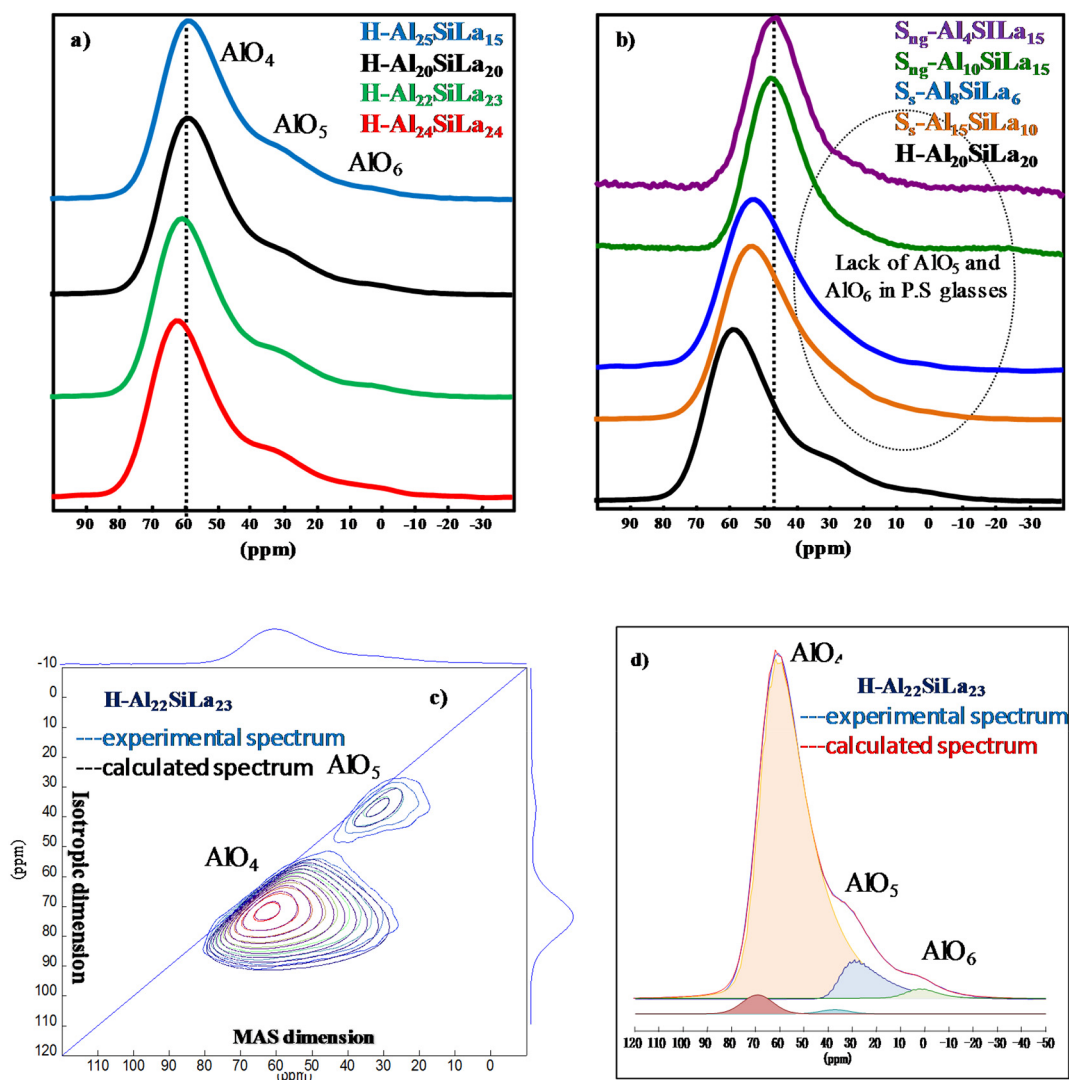 a)
H-Al₂₅SiLa₁₅
H-Al₂₀SiLa₂₀
H-Al₂₂SiLa₂₃
H-Al₂₄SiLa₂₄
AlO₄
AlO₅
AlO₆
90 80 70 60 50 40 30 20 10 0 -10 -20 -30
(ppm)
b)
Sₙg-Al₄SILa₁₅
Sₙg-Al₁₀SiLa₁₅
Sₛ-Al₈SiLa₆
Sₛ-Al₁₅SiLa₁₀
H-Al₂₀SiLa₂₀
Lack of AlO₅ and
AlO₆ in P.S glasses
90 80 70 60 50 40 30 20 10 0 -10 -20 -30
(ppm)
c)
H-Al₂₂SiLa₂₃
---experimental spectrum
---calculated spectrum
AlO₅
AlO₄
Isotropic dimension
(ppm)
-10
0
10
20
30
40
50
60
70
80
90
100
110
120
MAS dimension
110 100 90 80 70 60 50 40 30 20 10 0
(ppm)
d)
AlO₄
H-Al₂₂SiLa₂₃
---experimental spectrum
---calculated spectrum
AlO₅
AlO₆
120 110 100 90 80 70 60 50 40 30 20 10 0 -10 -20 -30 -40 -50
(ppm)